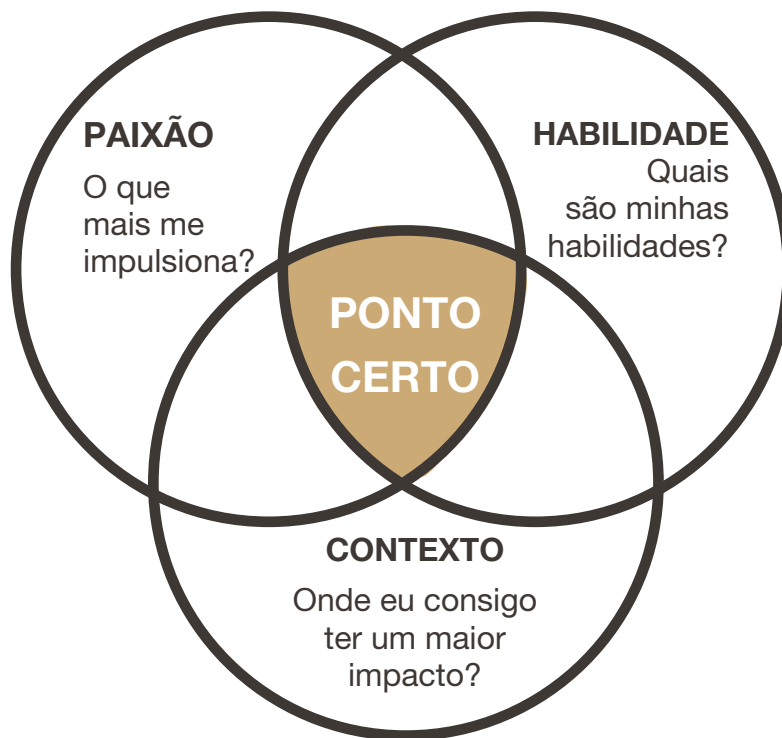 PAIXÃO
O que
mais me
impulsiona?
HABILIDADE
Quais
são minhas
habilidades?
PONTO
CERTO
CONTEXTO
Onde eu consigo
ter um maior
impacto?